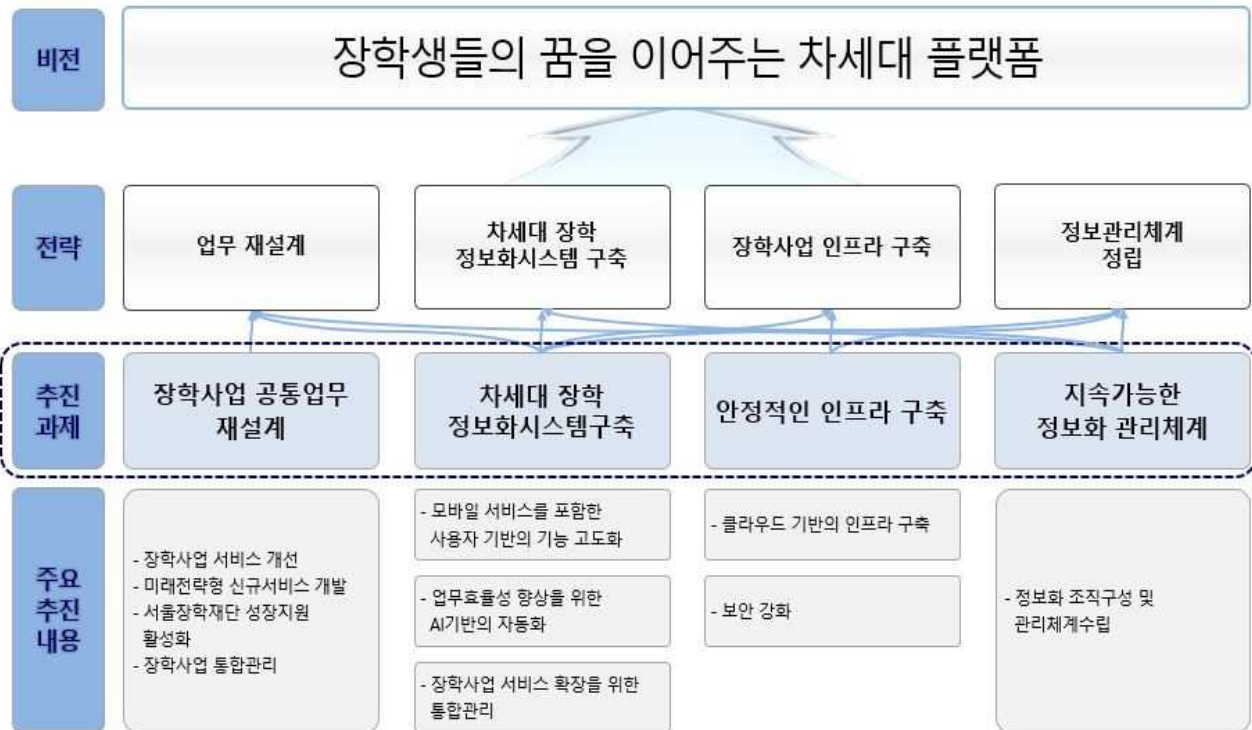 비전
장학생들의 꿈을 이어주는 차세대 플랫폼
전략
업무 재설계
차세대 장학
정보화시스템 구축
장학사업 인프라 구축
정보관리체계
정립
추진
과제
장학사업 공통업무
재설계
차세대 장학
정보화시스템구축
안정적인 인프라 구축
지속가능한
정보화 관리체계
주요
추진
내용
- 장학사업 서비스 개선
- 미래전략형 신규서비스 개발
- 서울장학재단 성장지원
활성화
- 장학사업 통합관리
- 모바일 서비스를 포함한
사용자 기반의 기능 고도화
- 업무효율성 향상을 위한
AI기반의 자동화
- 장학사업 서비스 확장을 위한
통합관리
- 클라우드 기반의 인프라 구축
- 보안 강화
- 정보화 조직구성 및
관리체계수립